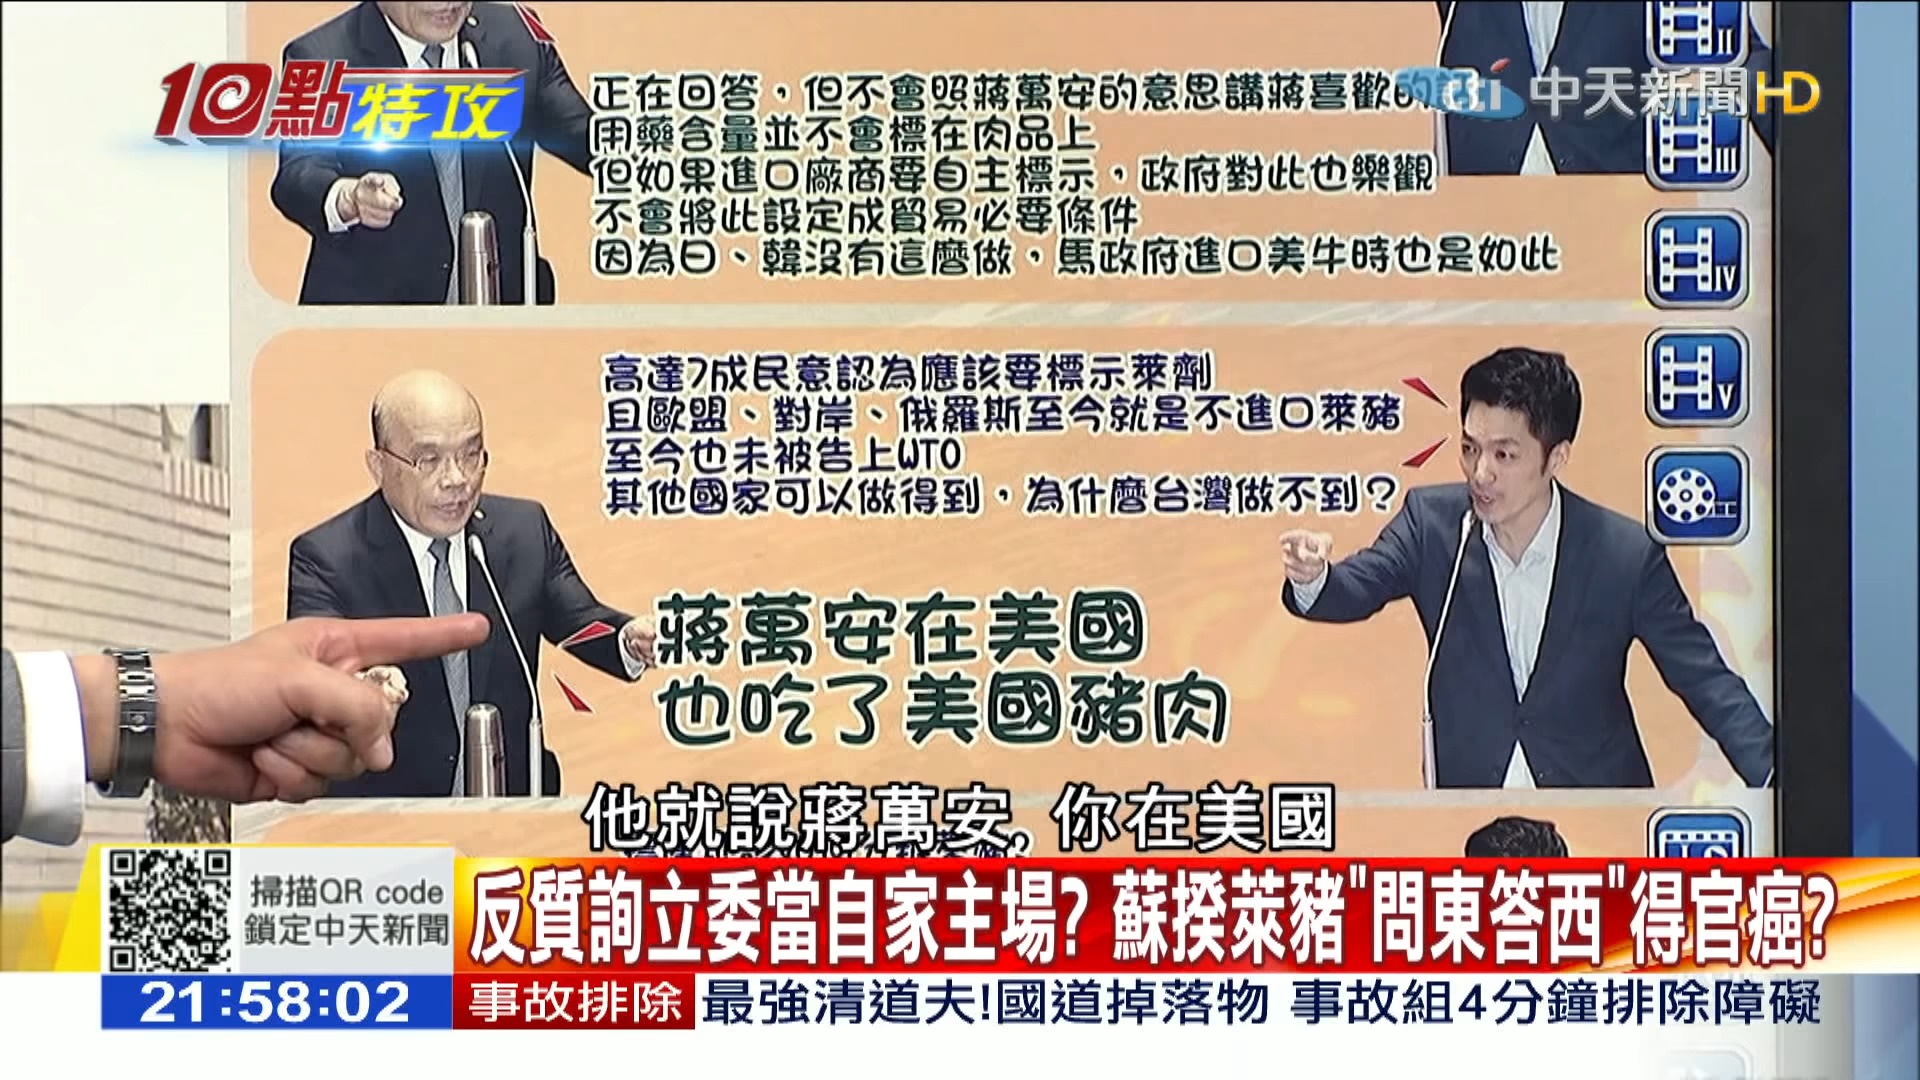 10點特攻
中天新聞HD
正在回答，但不會照蔣萬安的意思講蔣喜歡的話
用藥含量並不會標在肉品上
但如果進口廠商要自主標示，政府對此也樂觀
不會將此設定成貿易必要條件
因為日、韓沒有這麼做，馬政府進口美牛時也是如此
II
III
IV
V
高達7成民意認為應該要標示萊劑
且歐盟、對岸、俄羅斯至今就是不進口萊豬
至今也未被告上WTO
其他國家可以做得到，為什麼台灣做不到？
蔣萬安在美國
也吃了美國豬肉
他就說蔣萬安 你在美國
掃描QR code
鎖定中天新聞
反質詢立委當自家主場? 蘇揆萊豬"問東答西"得官癌?
21:58:02
事故排除
最強清道夫!國道掉落物 事故組4分鐘排除障礙